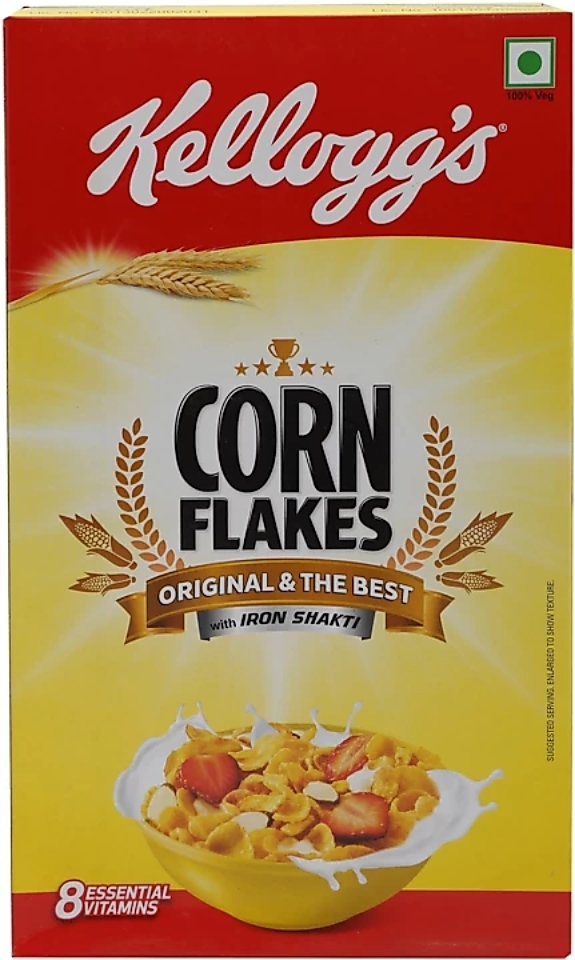 100% Veg
Kellogg's®
CORN
FLAKES
ORIGINAL & THE BEST
with IRON SHAKTI
SUGGESTED SERVING. ENLARGED TO SHOW TEXTURE.
8 ESSENTIAL
VITAMINS